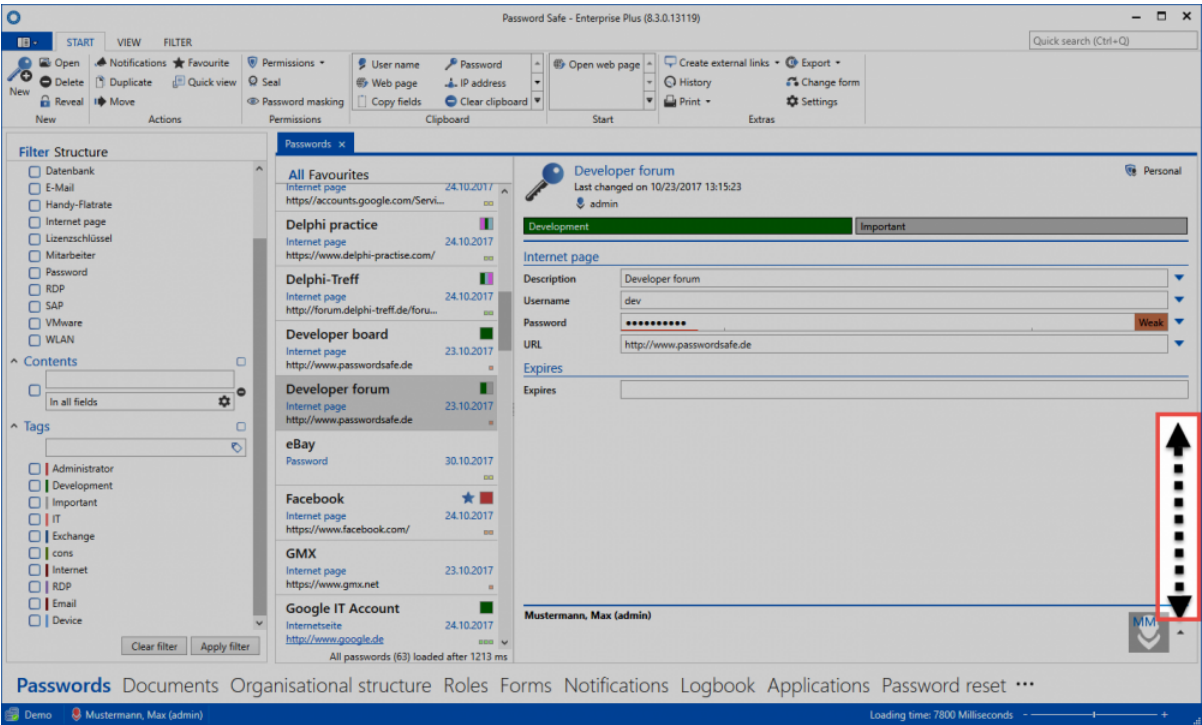 Password Safe - Enterprise Plus (8.3.0.13119)
START VIEW FILTER
Quick search (Ctrl+Q)
New
Open
Delete
Reveal
New
Notifications
Favourite
Duplicate
Quick view
Move
Actions
Permissions
Seal
Password masking
Permissions
User name
Password
Web page
IP address
Copy fields
Clear clipboard
Clipboard
Open web page
Start
Create external links
Export
History
Change form
Print
Settings
Extras
Filter Structure
Datenbank
E-Mail
Handy-Flatrate
Internet page
Lizenzschlüssel
Mitarbeiter
Password
RDP
SAP
VMware
WLAN
Contents
In all fields
Tags
Administrator
Development
Important
IT
Exchange
cons
Internet
RDP
Email
Device
Clear filter Apply filter
Passwords ×
All Favourites
Internet page 24.10.2017
https://accounts.google.com/Servi...
Delphi practice
Internet page 24.10.2017
https://www.delphi-practise.com/
Delphi-Treff
Internet page 24.10.2017
http://forum.delphi-treff.de/foru...
Developer board
Internet page 23.10.2017
http://www.passwordsafe.de
Developer forum
Internet page 23.10.2017
http://www.passwordsafe.de
eBay
Password 30.10.2017
Facebook
Internet page 24.10.2017
https://www.facebook.com/
GMX
Internet page 23.10.2017
https://www.gmx.net
Google IT Account
Internetseite 24.10.2017
http://www.google.de
All passwords (63) loaded after 1213 ms
Developer forum
Last changed on 10/23/2017 13:15:23
admin
Personal
Development Important
Internet page
Description Developer forum
Username dev
Password •••••••••• Weak
URL http://www.passwordsafe.de
Expires
Expires
Mustermann, Max (admin)
MM
Passwords Documents Organisational structure Roles Forms Notifications Logbook Applications Password reset •••
Demo Mustermann, Max (admin) Loading time: 7800 Milliseconds - +